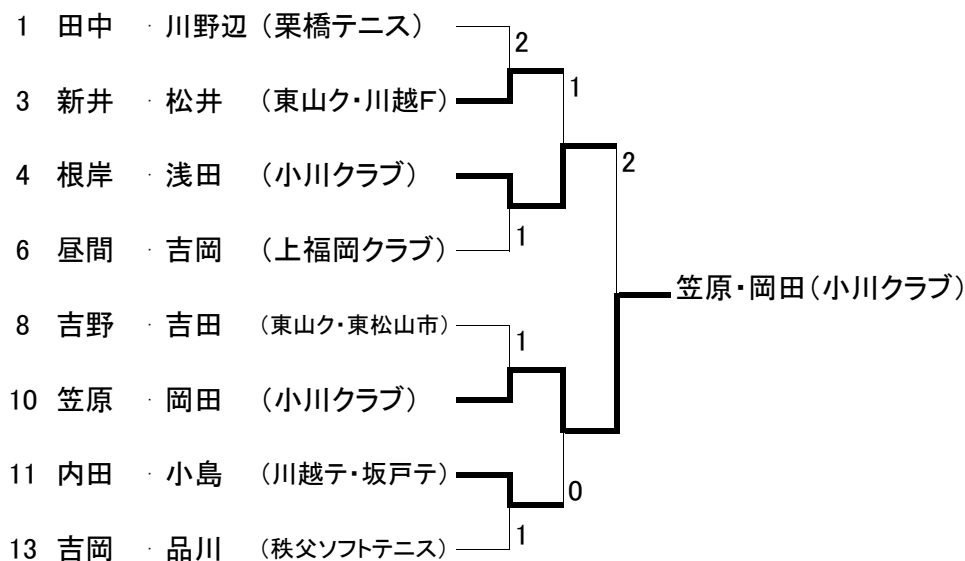 1 田中 ・ 川野辺 (栗橋テニス)
2
3 新井 ・ 松井 (東山ク・川越F)
1
4 根岸 ・ 浅田 (小川クラブ)
2
1
6 昼間 ・ 吉岡 (上福岡クラブ)
笠原・岡田(小川クラブ)
8 吉野 ・ 吉田 (東山ク・東松山市)
1
10 笠原 ・ 岡田 (小川クラブ)
11 内田 ・ 小島 (川越テ・坂戸テ)
0
1
13 吉岡 ・ 品川 (秩父ソフトテニス)